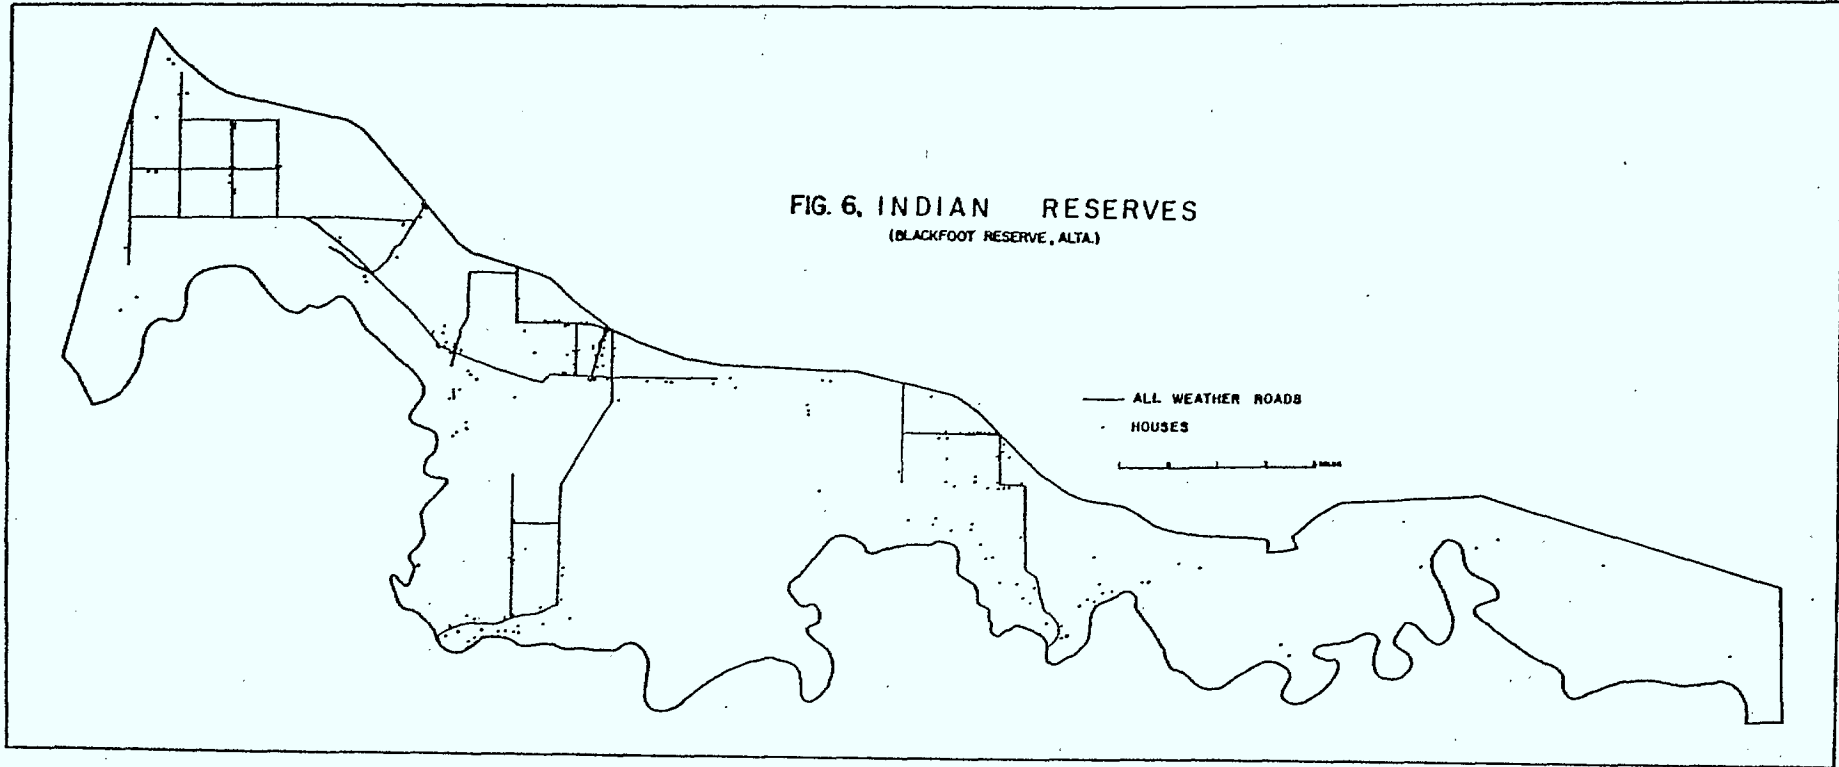 FIG. 6. INDIAN RESERVES
(BLACKFOOT RESERVE, ALTA.)
ALL WEATHER ROADS
HOUSES